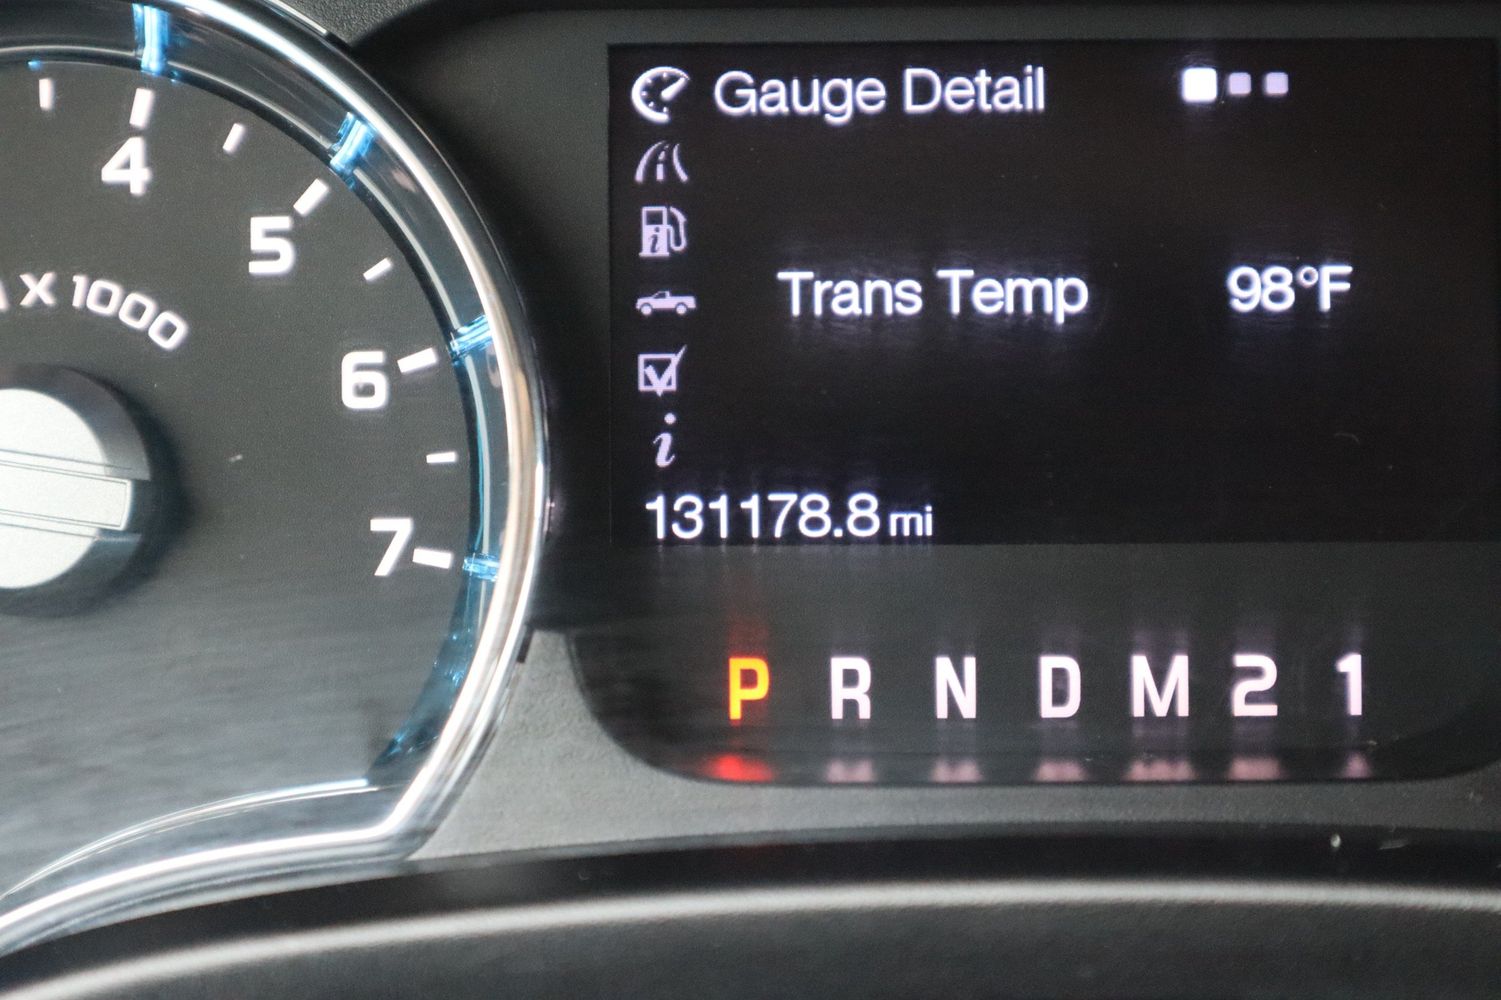 Gauge Detail
Trans Temp 98°F
131178.8 mi
P R N D M 2 1
4
5
6
7
X 1000